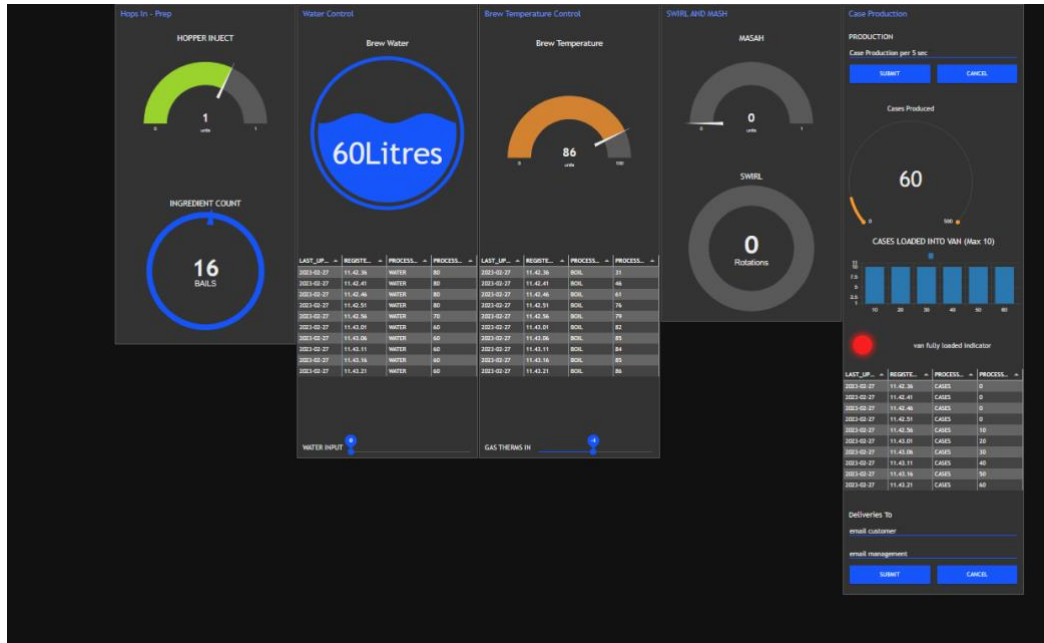 Hops In - Prep
HOPPER INJECT
1
units
0
1
INGREDIENT COUNT
16
BAILS
Water Control
Brew Water
60Litres
LAST_UP... REGISTE... PROCESS... PROCESS...
2023-02-27 11.42.36 WATER 80
2023-02-27 11.42.41 WATER 80
2023-02-27 11.42.46 WATER 80
2023-02-27 11.42.51 WATER 80
2023-02-27 11.42.56 WATER 70
2023-02-27 11.43.01 WATER 60
2023-02-27 11.43.06 WATER 60
2023-02-27 11.43.11 WATER 60
2023-02-27 11.43.16 WATER 60
2023-02-27 11.43.21 WATER 60
WATER INPUT
0
Brew Temperature Control
Brew Temperature
86
units
0
100
LAST_UP... REGISTE... PROCESS... PROCESS...
2023-02-27 11.42.36 BOIL 31
2023-02-27 11.42.41 BOIL 46
2023-02-27 11.42.46 BOIL 61
2023-02-27 11.42.51 BOIL 76
2023-02-27 11.42.56 BOIL 79
2023-02-27 11.43.01 BOIL 82
2023-02-27 11.43.06 BOIL 85
2023-02-27 11.43.11 BOIL 84
2023-02-27 11.43.16 BOIL 85
2023-02-27 11.43.21 BOIL 86
GAS THERMS IN
-1
SWIRL AND MASH
MASAH
0
units
0
1
SWIRL
0
Rotations
Case Production
PRODUCTION
Case Production per 5 sec
SUBMIT CANCEL
Cases Produced
60
0
100
CASES LOADED INTO VAN (Max 10)
7.5
5
2.5
1
10 20 30 40 50 60
van fully loaded indicator
LAST_UP... REGISTE... PROCESS... PROCESS...
2023-02-27 11.42.36 CASES 0
2023-02-27 11.42.41 CASES 0
2023-02-27 11.42.46 CASES 0
2023-02-27 11.42.51 CASES 0
2023-02-27 11.42.56 CASES 10
2023-02-27 11.43.01 CASES 20
2023-02-27 11.43.06 CASES 30
2023-02-27 11.43.11 CASES 40
2023-02-27 11.43.16 CASES 50
2023-02-27 11.43.21 CASES 60
Deliveries To
email customer
email management
SUBMIT CANCEL